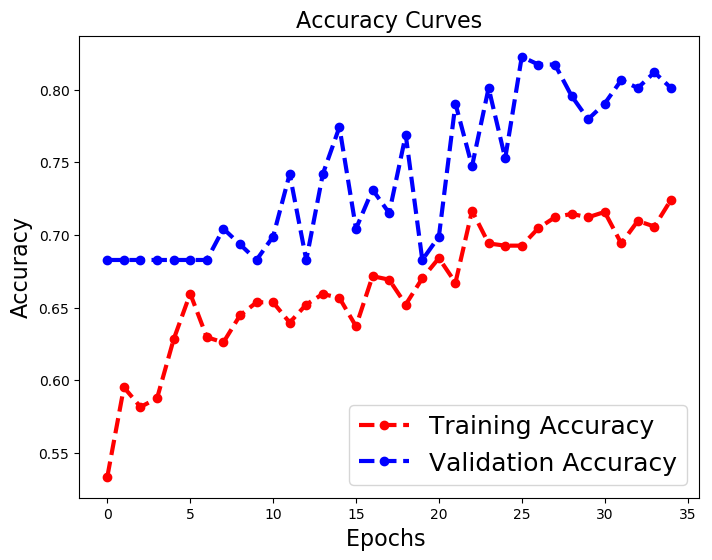 Accuracy Curves
Accuracy
0.80
0.75
0.70
0.65
0.60
0.55
Training Accuracy
Validation Accuracy
0 5 10 15 20 25 30 35
Epochs